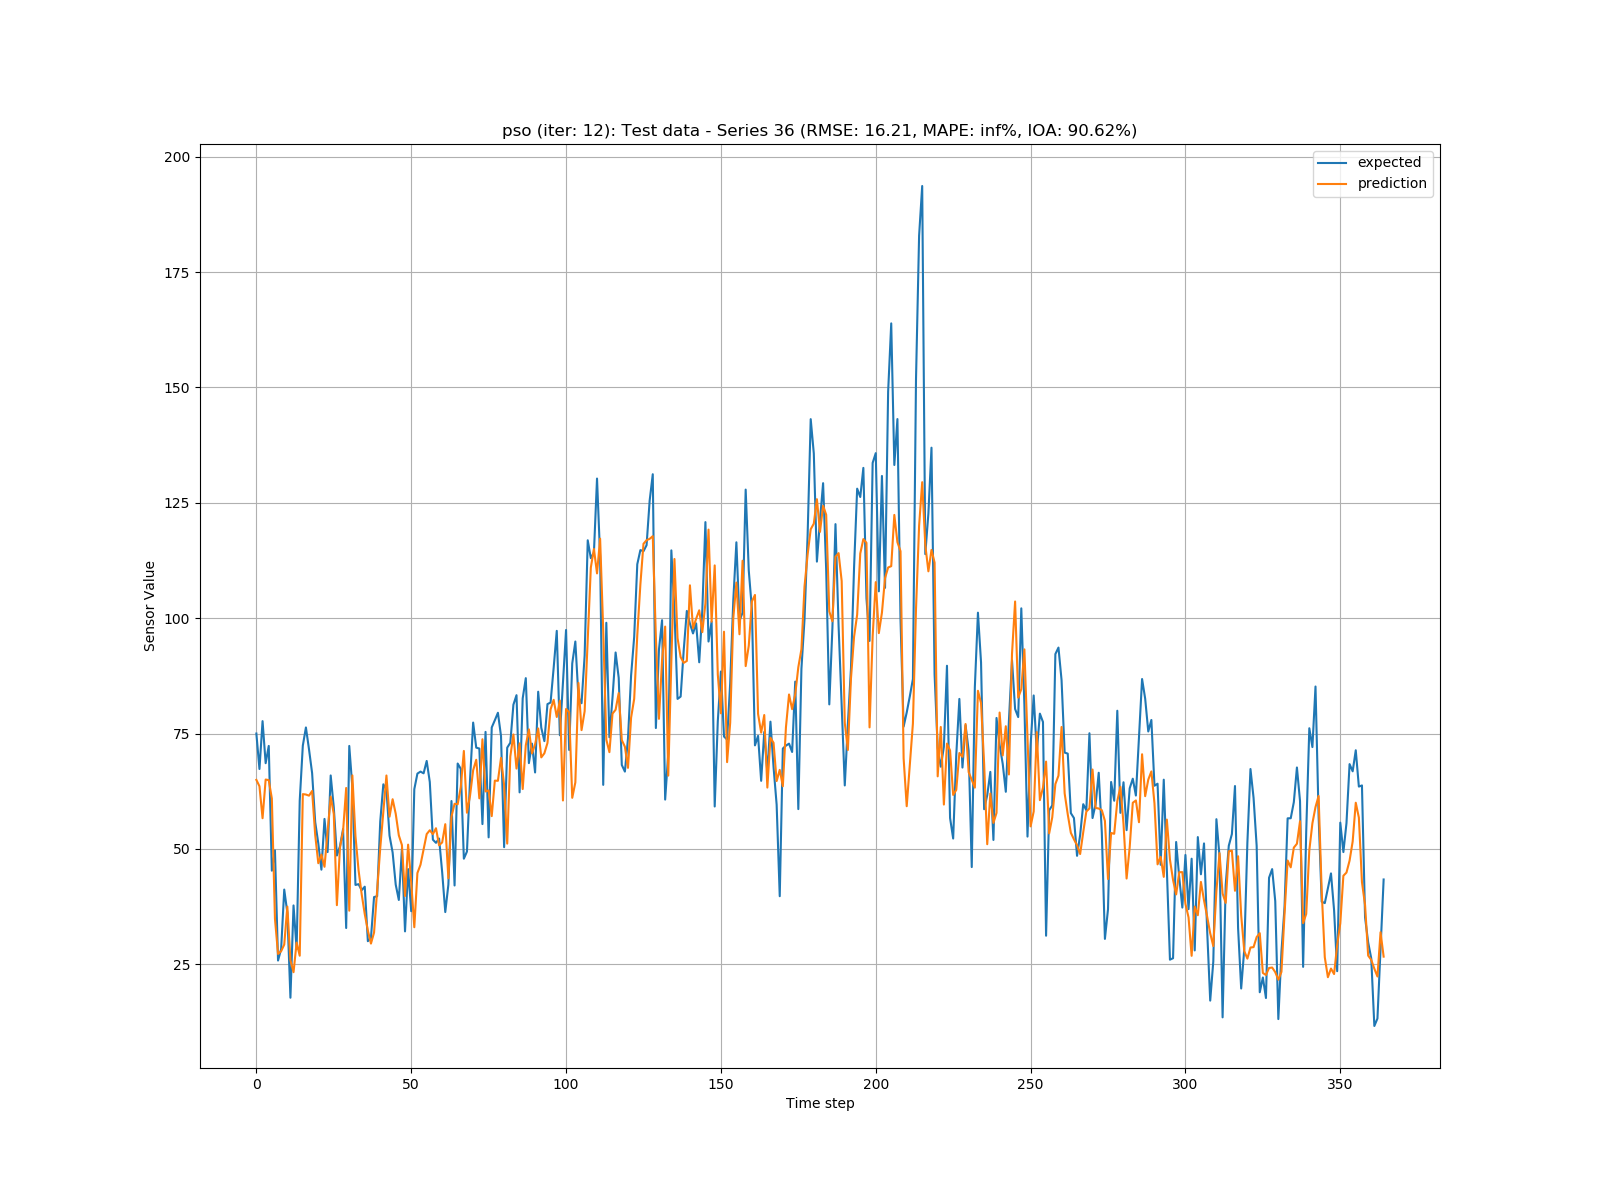 pso (iter: 12): Test data - Series 36 (RMSE: 16.21, MAPE: inf%, IOA: 90.62%)
expected
prediction
200
175
150
125
100
75
50
25
Sensor Value
0 50 100 150 200 250 300 350
Time step